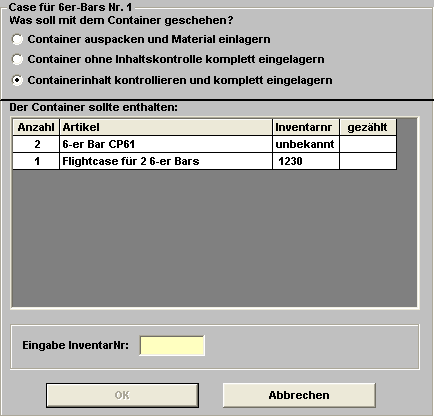 Case für 6er-Bars Nr. 1
Was soll mit dem Container geschehen?
Container auspacken und Material einlagern
Container ohne Inhaltskontrolle komplett eingelagern
Containerinhalt kontrollieren und komplett eingelagern
Der Container sollte enthalten:
Anzahl Artikel Inventarnr gezählt
2 6-er Bar CP61 unbekannt
1 Flightcase für 2 6-er Bars 1230
Eingabe InventarNr:
OK Abbrechen